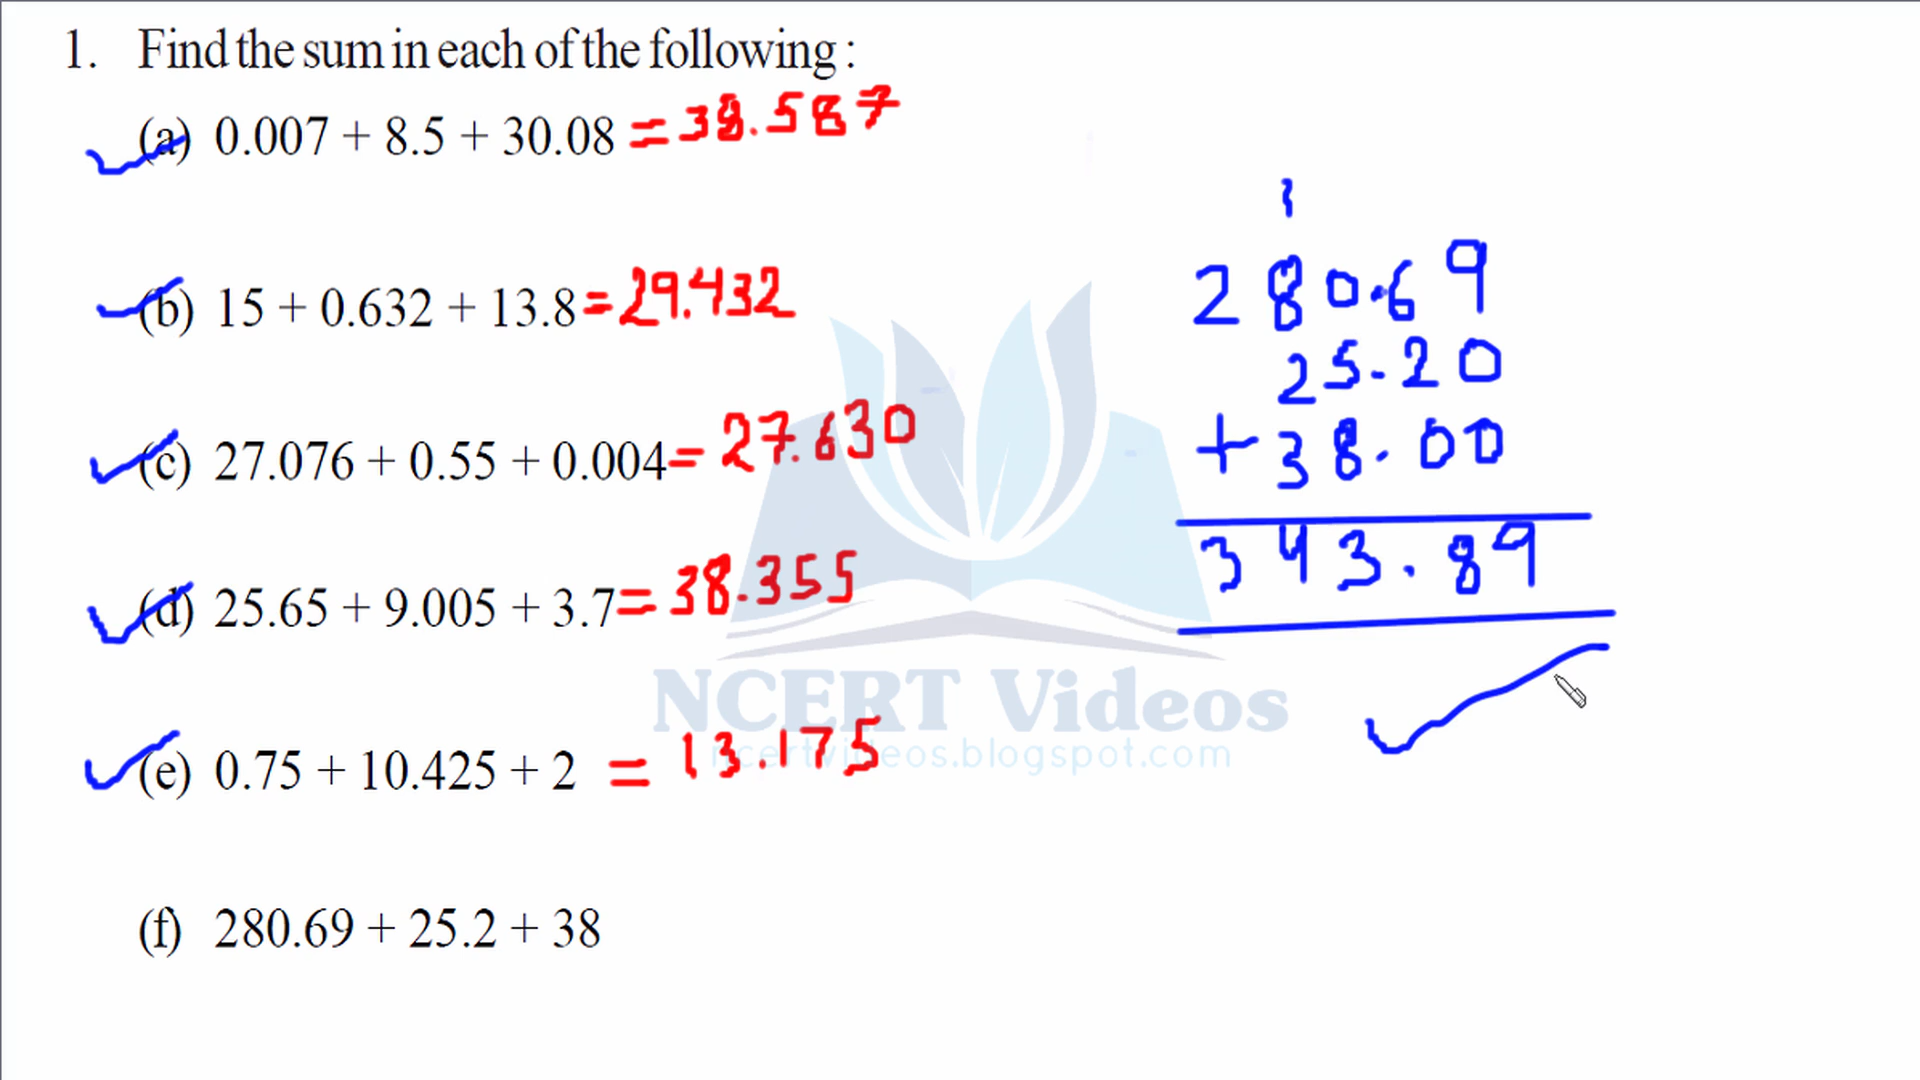 1. Find the sum in each of the following :
(a) 0.007 + 8.5 + 30.08 = 38.587
(b) 15 + 0.632 + 13.8 = 29.432
(c) 27.076 + 0.55 + 0.004 = 27.630
(d) 25.65 + 9.005 + 3.7 = 38.355
(e) 0.75 + 10.425 + 2 = 13.175
(f) 280.69 + 25.2 + 38
1
280.69
25.20
+ 38.00
343.89
NCERT Videos
ncertvideos.blogspot.com